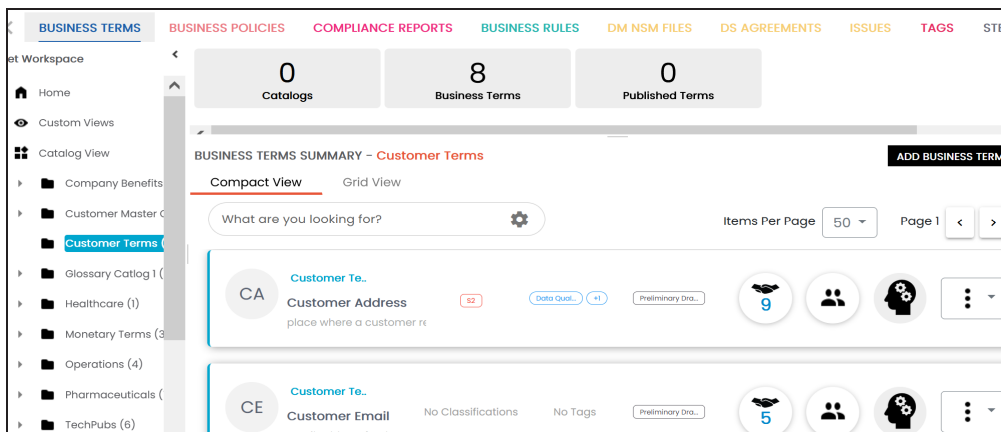 BUSINESS TERMS BUSINESS POLICIES COMPLIANCE REPORTS BUSINESS RULES DM NSM FILES DS AGREEMENTS ISSUES TAGS STE
et Workspace
Home
Custom Views
Catalog View
Company Benefits
Customer Master C
Customer Terms (
Glossary Catlog 1 (
Healthcare (1)
Monetary Terms (3
Operations (4)
Pharmaceuticals (
TechPubs (6)
0
Catalogs
8
Business Terms
0
Published Terms
BUSINESS TERMS SUMMARY - Customer Terms
ADD BUSINESS TERM
Compact View Grid View
What are you looking for?
Items Per Page 50 Page 1 < >
CA
Customer Te..
Customer Address
place where a customer re
S2
Data Qual... +1
Preliminary Dra...
9
CE
Customer Te..
Customer Email
No Classifications
No Tags
Preliminary Dra...
5